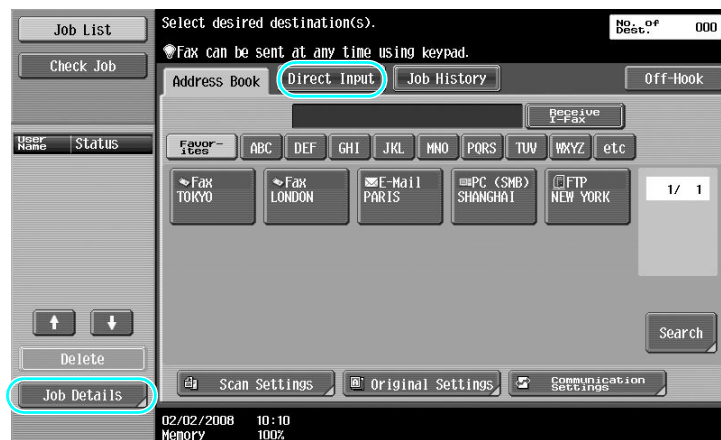 Job List
Check Job
User Name Status
Delete
Job Details
Select desired destination(s).
Fax can be sent at any time using keypad.
No. of Dest. 000
Address Book Direct Input Job History Off-Hook
Receive I-Fax
Favor-ites ABC DEF GHI JKL MNO PQRS TUV WXYZ etc
Fax TOKYO
Fax LONDON
E-Mail PARIS
PC (SMB) SHANGHAI
FTP NEW YORK
1/ 1
Search
Scan Settings Original Settings Communication Settings
02/02/2008 10:10
Memory 100%